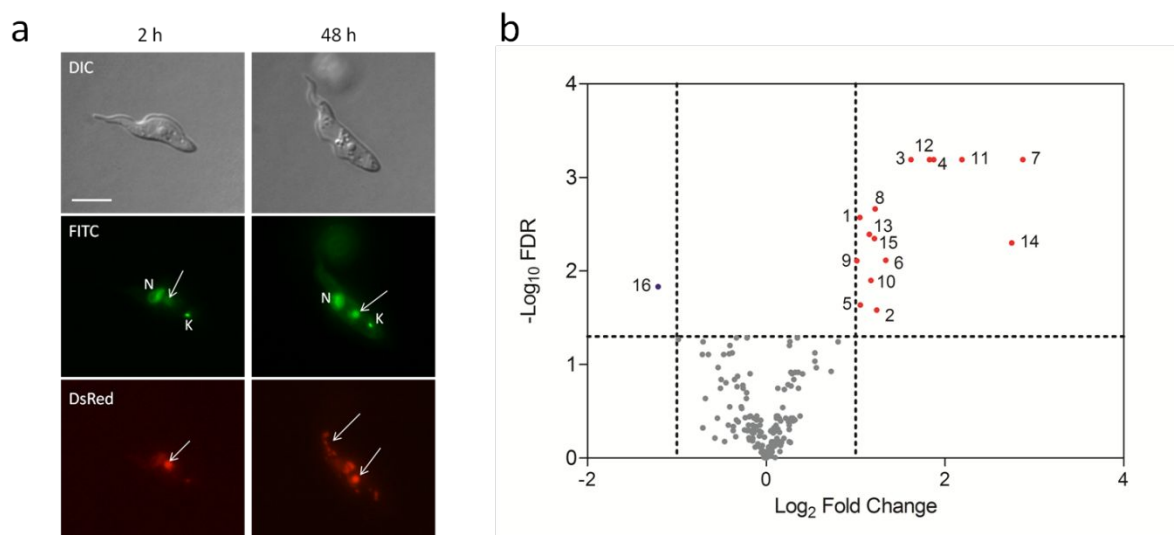 a
2 h 48 h
DIC
FITC
N
K
N
K
DsRed
b
4
3
2
1
0
-Log10 FDR
3 12 4 11 7
8
1
13
15
14
9 6
10
16
5 2
-2 0 2 4
Log2 Fold Change